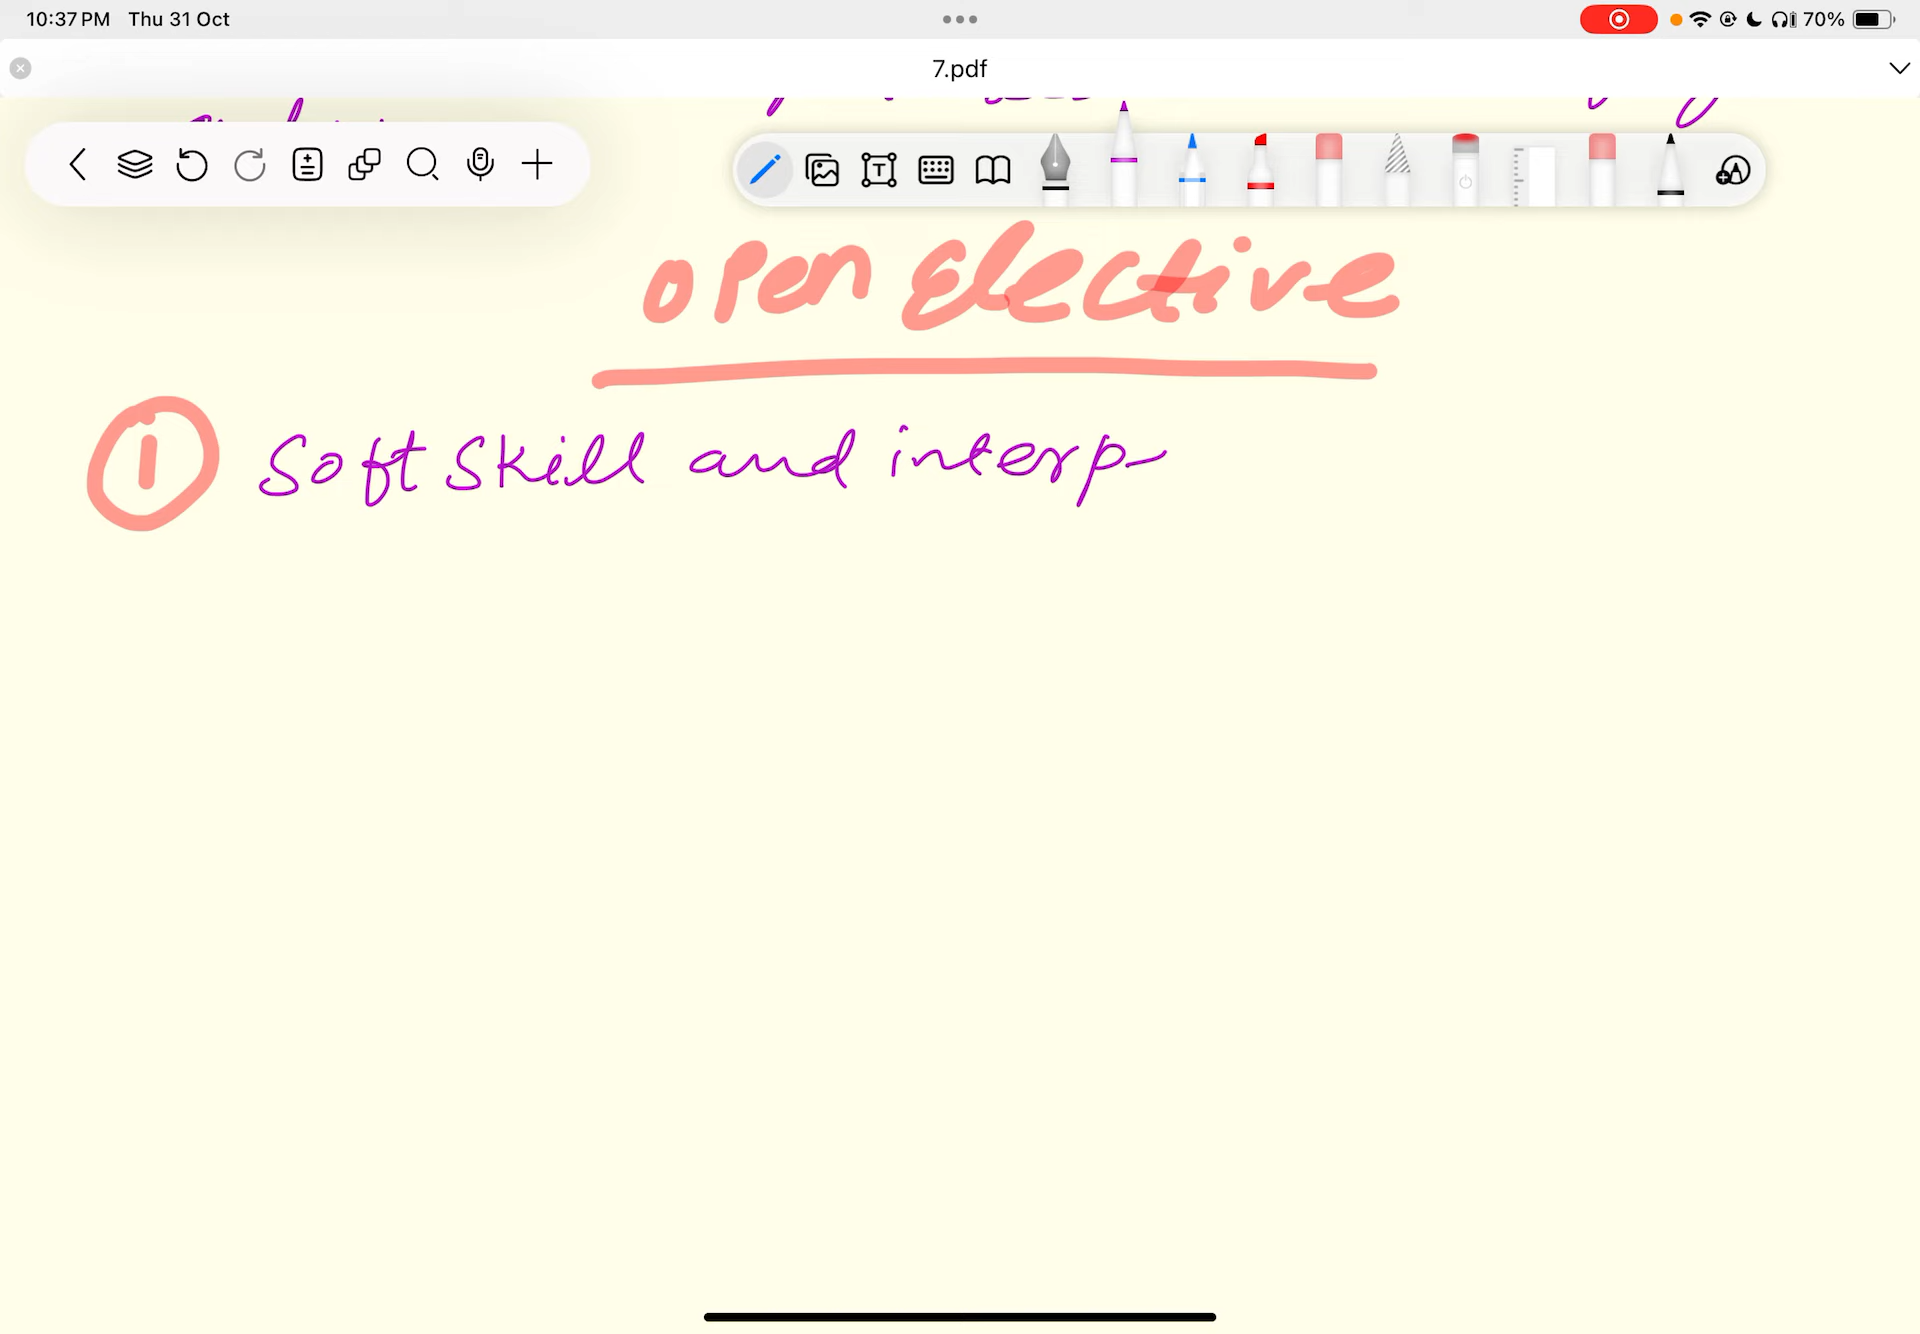 10:37 PM Thu 31 Oct
70%
7.pdf
open Elective
1 Soft Skill and interp